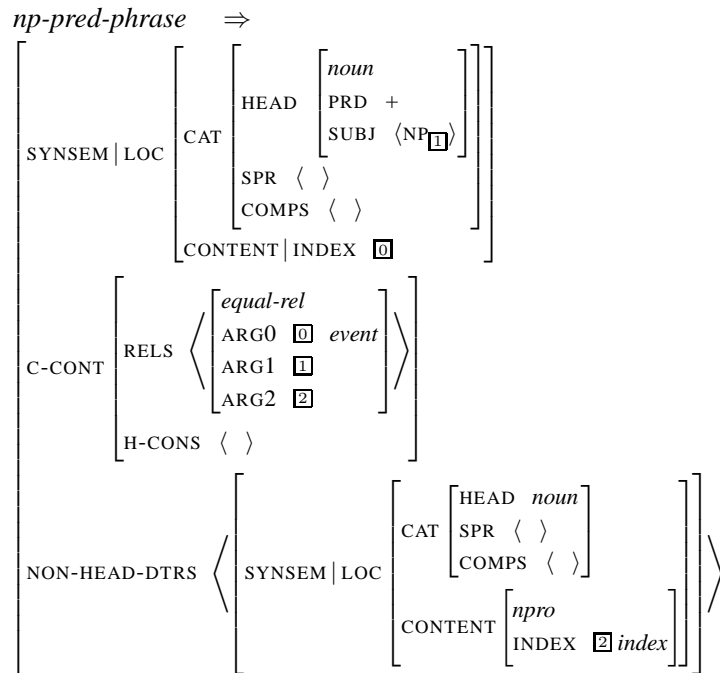 np-pred-phrase ⇒
noun
HEAD PRD +
SUBJ ⟨NP 1⟩
CAT
SYNSEM | LOC
SPR ⟨ ⟩
COMPS ⟨ ⟩
CONTENT | INDEX 0
equal-rel
ARG0 0 event
RELS
ARG1 1
C-CONT
ARG2 2
H-CONS ⟨ ⟩
HEAD noun
CAT SPR ⟨ ⟩
COMPS ⟨ ⟩
NON-HEAD-DTRS ⟨ SYNSEM | LOC ⟩
npro
CONTENT
INDEX 2 index